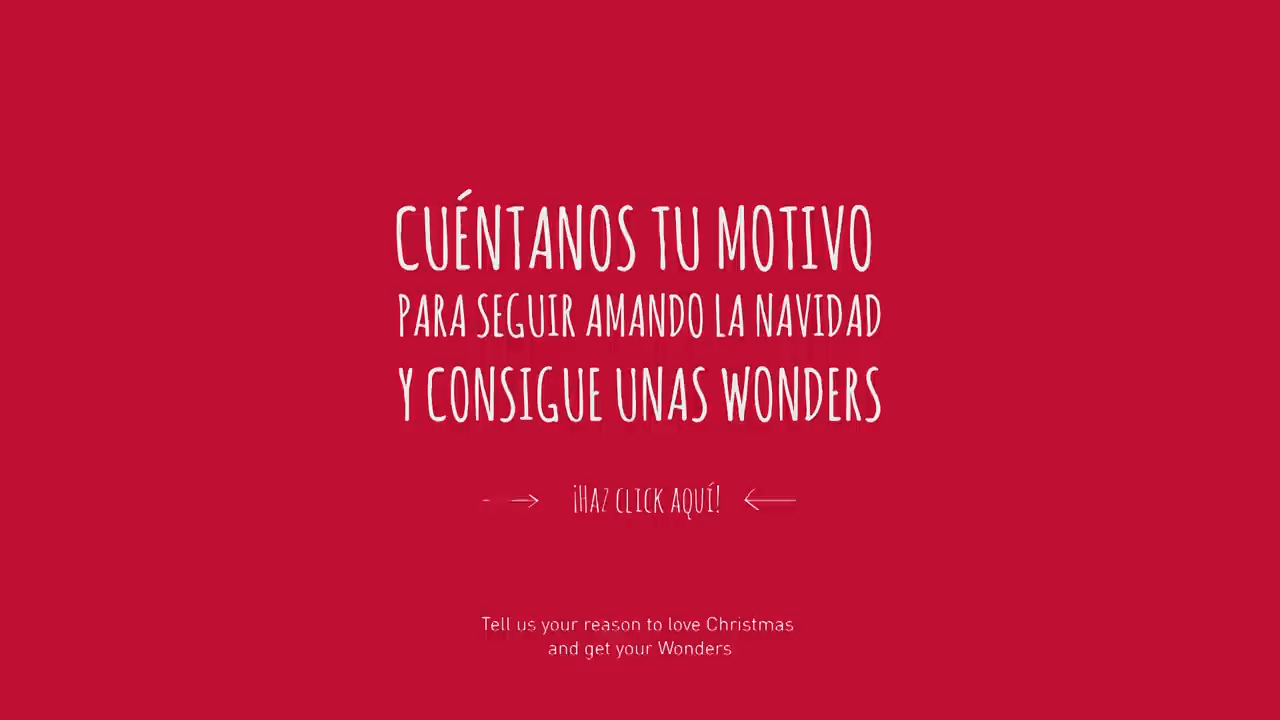 CUÉNTANOS TU MOTIVO
PARA SEGUIR AMANDO LA NAVIDAD
Y CONSIGUE UNAS WONDERS
¡HAZ CLICK AQUÍ!
Tell us your reason to love Christmas
and get your Wonders